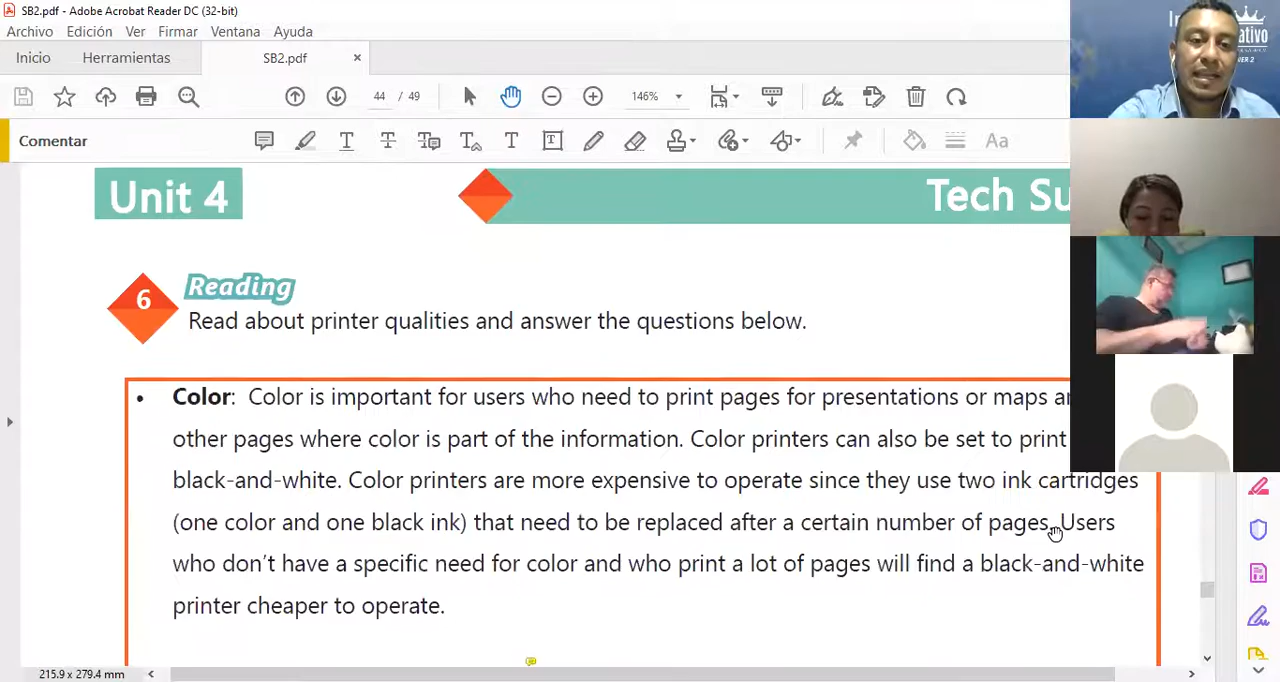 SB2.pdf - Adobe Acrobat Reader DC (32-bit)
Archivo Edición Ver Firmar Ventana Ayuda
Inicio Herramientas SB2.pdf ×
44 / 49 146%
Comentar
Unit 4 Tech Su
6 Reading
Read about printer qualities and answer the questions below.
• Color: Color is important for users who need to print pages for presentations or maps
other pages where color is part of the information. Color printers can also be set to print
black-and-white. Color printers are more expensive to operate since they use two ink cartridges
(one color and one black ink) that need to be replaced after a certain number of pages. Users
who don't have a specific need for color and who print a lot of pages will find a black-and-white
printer cheaper to operate.
215.9 x 279.4 mm